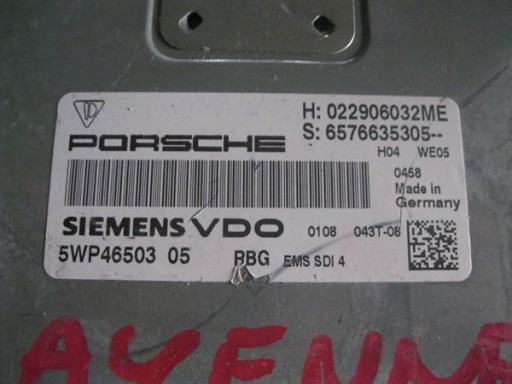 H: 022906032ME
PORSCHE S: 6576635305--
H04 WE05
0458
Made in
Germany
SIEMENS VDO 0108 043T-08
5WP46503 05 PBG EMS SDI 4